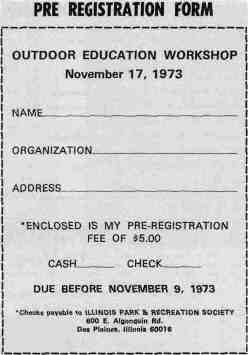 PRE REGISTRATION FORM
OUTDOOR EDUCATION WORKSHOP
November 17, 1973
NAME
ORGANIZATION
ADDRESS
*ENCLOSED IS MY PRE-REGISTRATION
FEE OF $5.00
CASH CHECK
DUE BEFORE NOVEMBER 9, 1973
*Checks payable to ILLINOIS PARK & RECREATION SOCIETY
600 E. Algonquin Rd.
Des Plaines, Illinois 60016